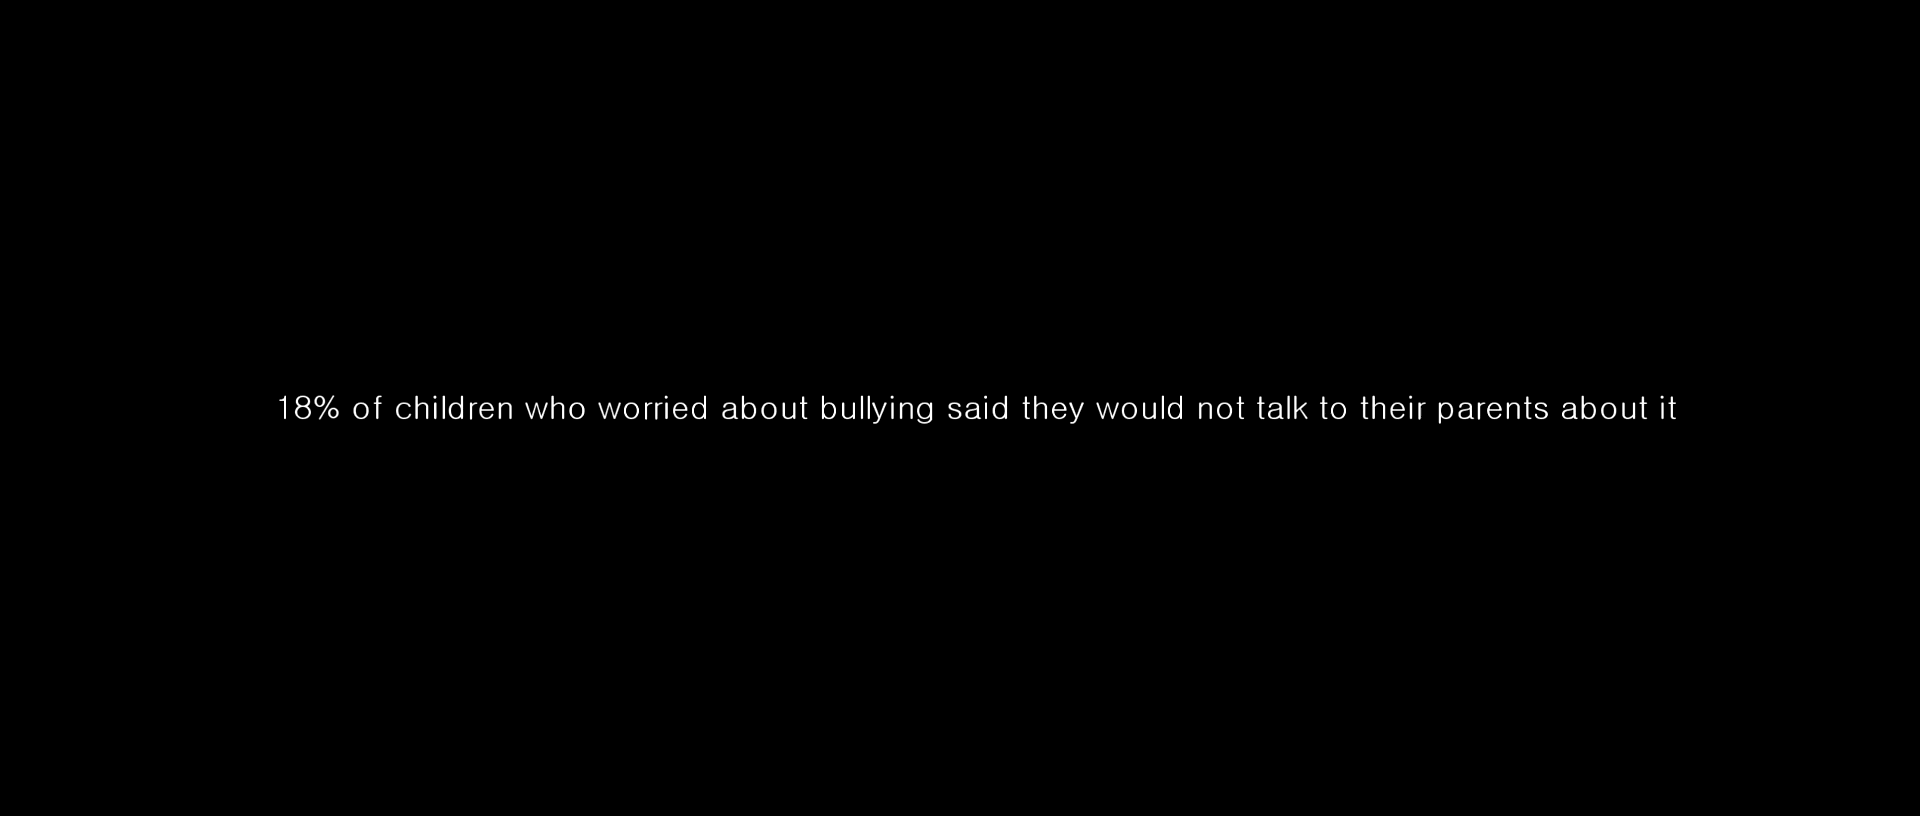 18% of children who worried about bullying said they would not talk to their parents about it